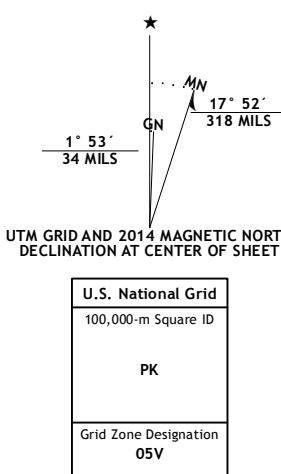 ★
MN
GN
17° 52´
318 MILS
1° 53´
34 MILS
UTM GRID AND 2014 MAGNETIC NORT
DECLINATION AT CENTER OF SHEET
U.S. National Grid
100,000-m Square ID
PK
Grid Zone Designation
05V